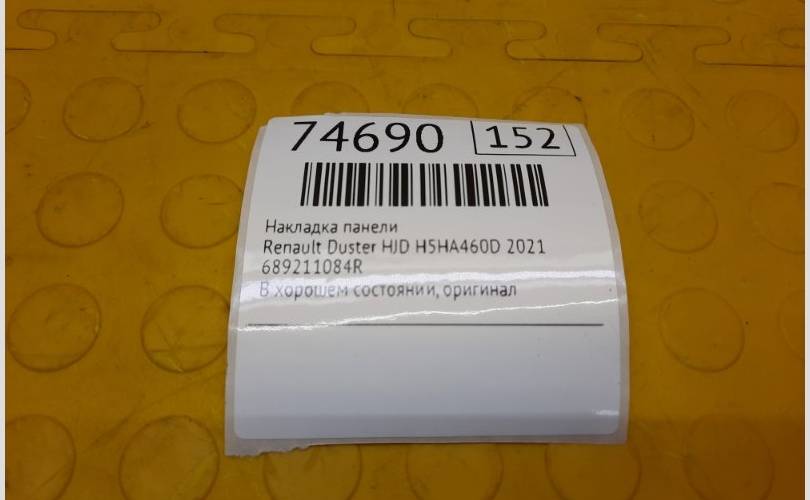 74690 152
Накладка панели
Renault Duster HJD H5HA460D 2021
689211084R
В хорошем состоянии, оригинал